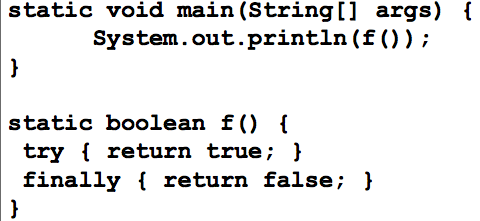 static void main(String[] args) {
System.out.println(f());
}
static boolean f() {
try { return true; }
finally { return false; }
}